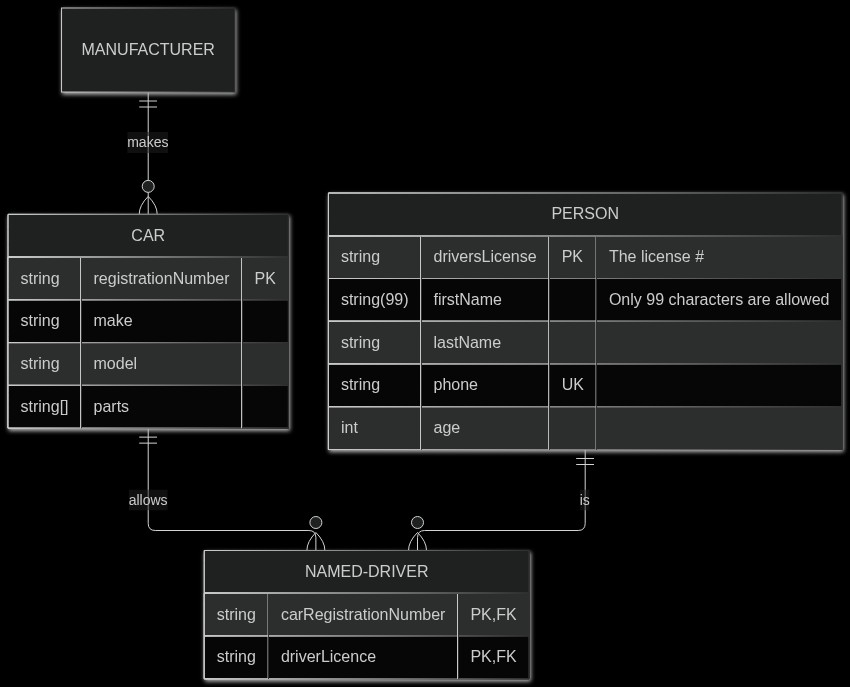 MANUFACTURER
makes
CAR
string registrationNumber PK
string make
string model
string[] parts
PERSON
string driversLicense PK The license #
string(99) firstName Only 99 characters are allowed
string lastName
string phone UK
int age
allows
is
NAMED-DRIVER
string carRegistrationNumber PK,FK
string driverLicence PK,FK